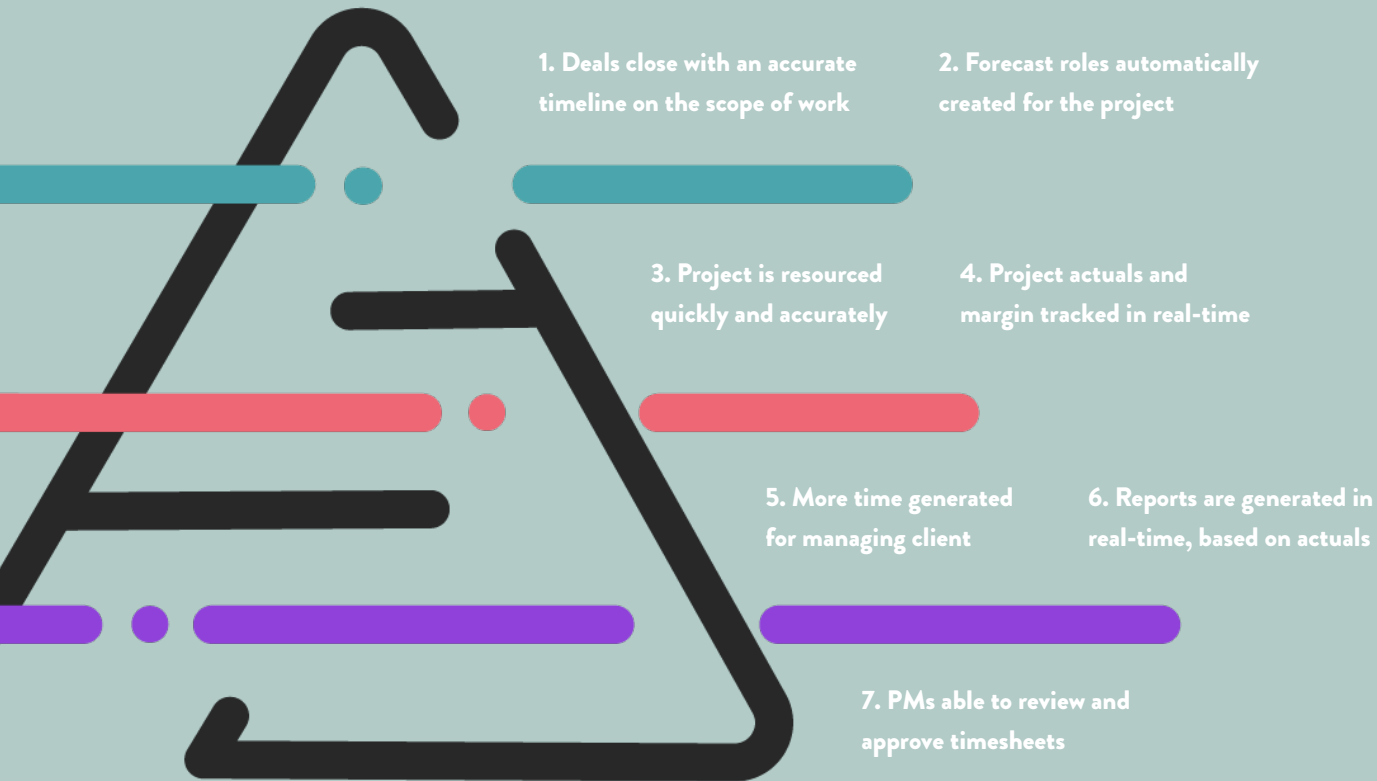 1. Deals close with an accurate
timeline on the scope of work
2. Forecast roles automatically
created for the project
3. Project is resourced
quickly and accurately
4. Project actuals and
margin tracked in real-time
5. More time generated
for managing client
6. Reports are generated in
real-time, based on actuals
7. PMs able to review and
approve timesheets